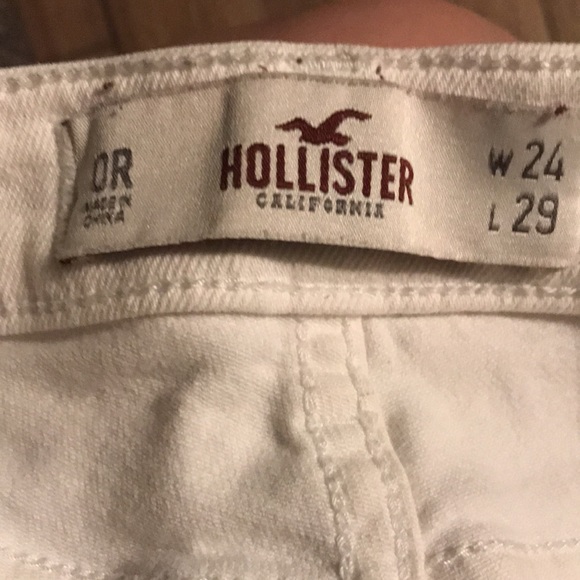 0R
MADE IN
CHINA
HOLLISTER
CALIFORNIA
W 24
L 29